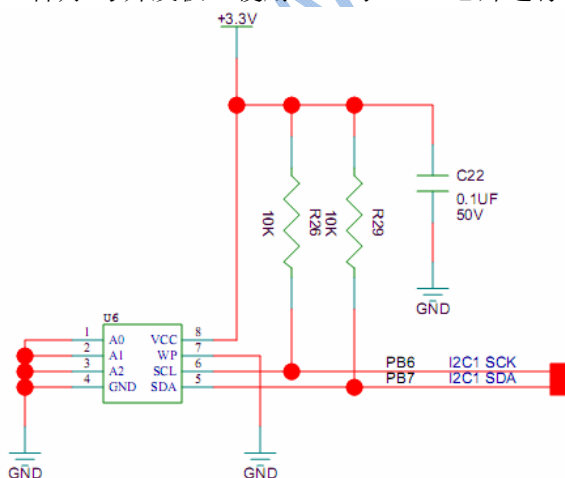 +3.3V
C22
0.1UF
50V
10K
R26
10K
R29
GND
U6
1 A0 VCC 8
2 A1 WP 7
3 A2 SCL 6
4 GND SDA 5
PB6 I2C1 SCK
PB7 I2C1 SDA
GND
GND